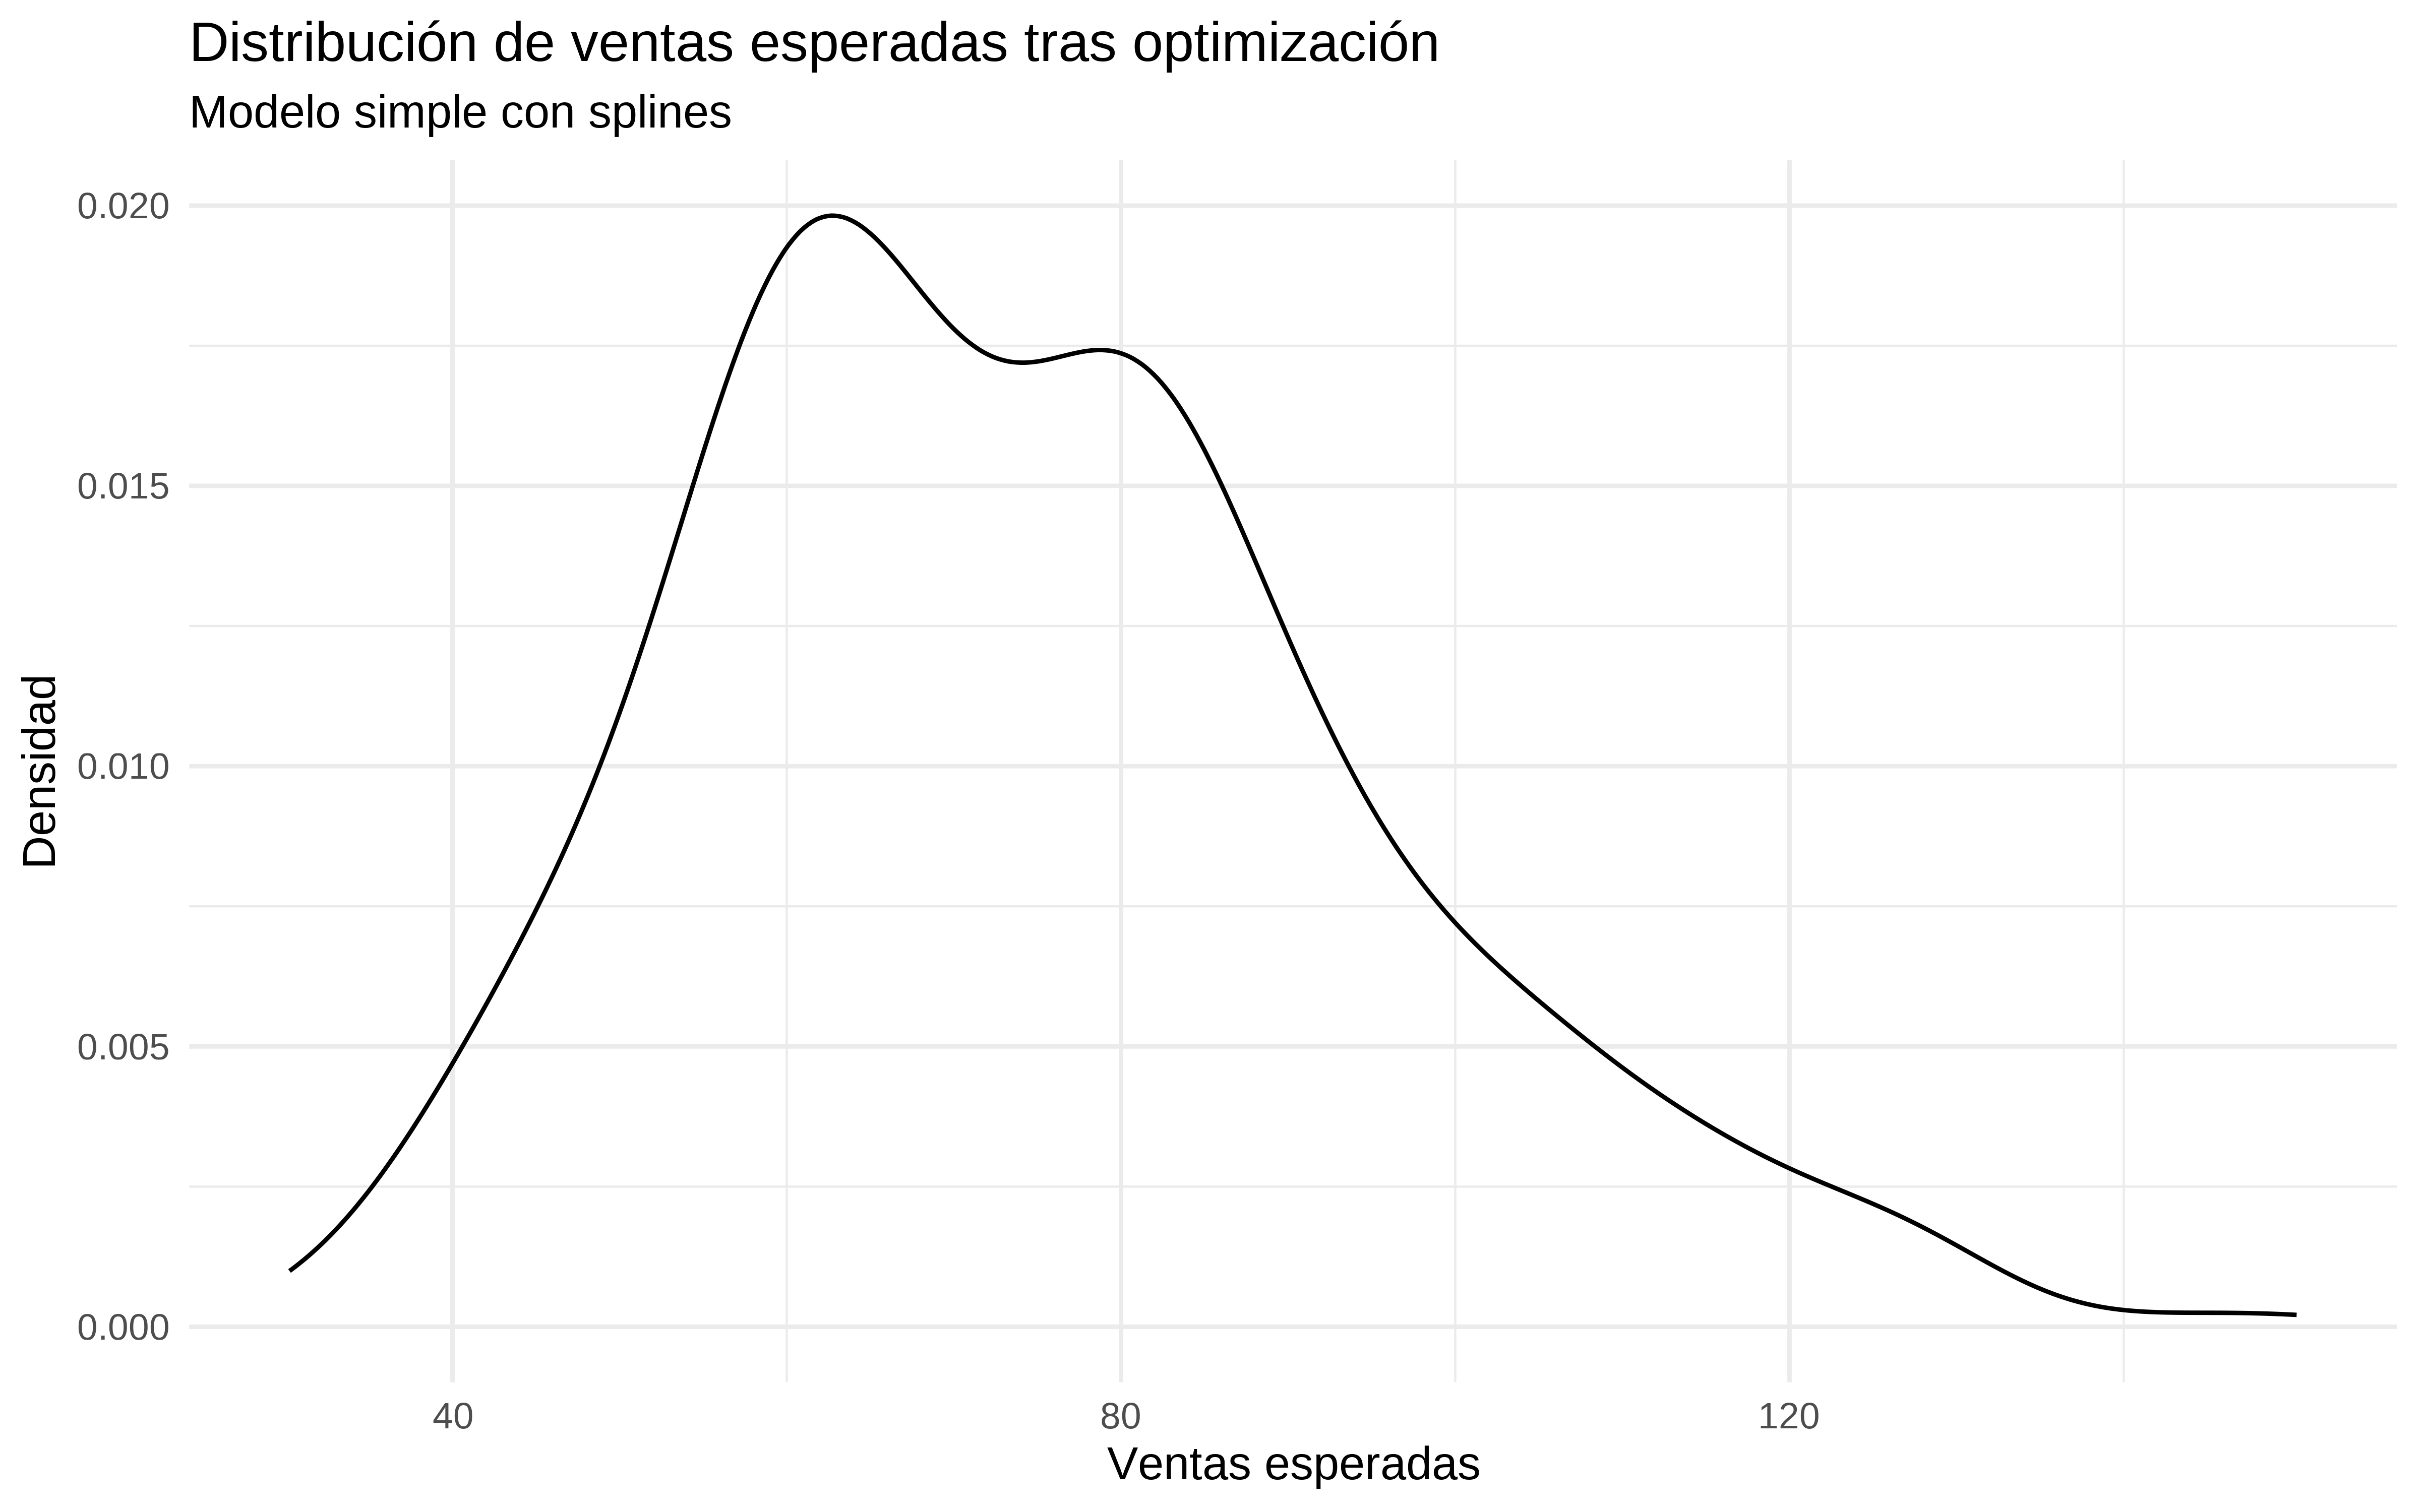 Distribución de ventas esperadas tras optimización
Modelo simple con splines
0.020
0.015
0.010
0.005
0.000
Densidad
40
80
120
Ventas esperadas